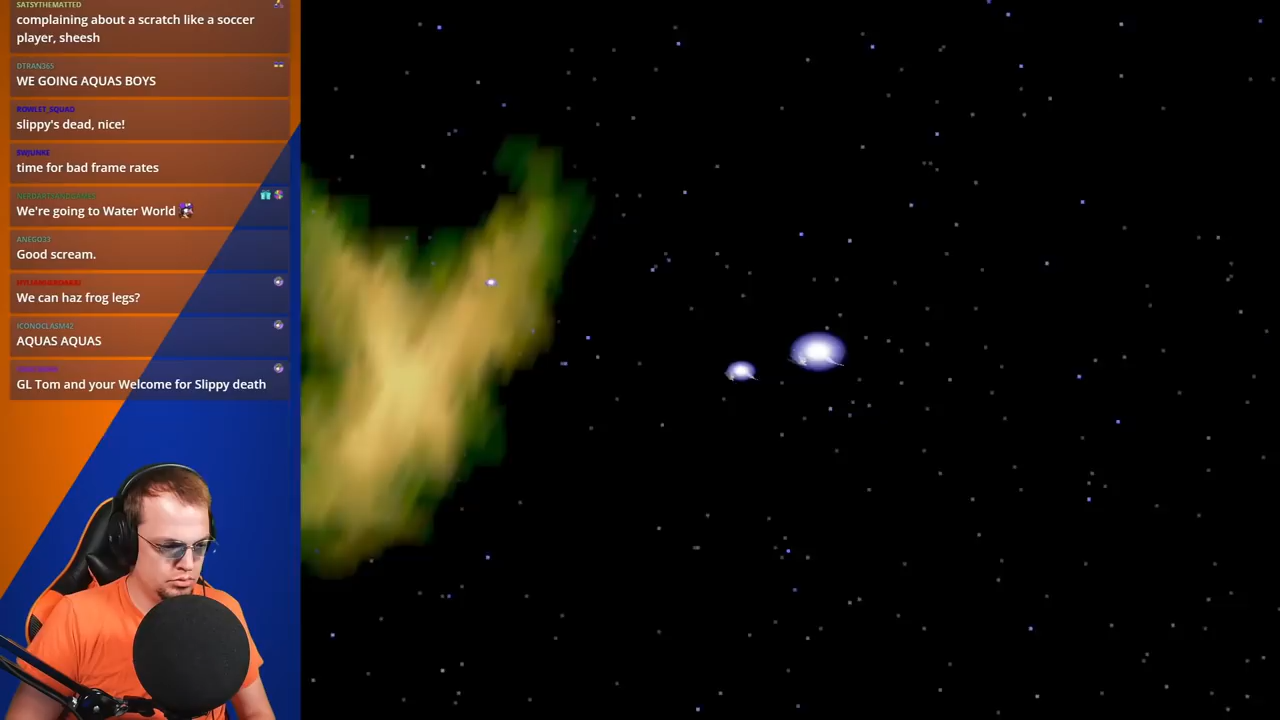 SATSYTHEMATTED
complaining about a scratch like a soccer
player, sheesh
DTRAN365
WE GOING AQUAS BOYS
ROWLET_SQUAD
slippy's dead, nice!
SWJUNKE
time for bad frame rates
We're going to Water World
ANEGO33
Good scream.
We can haz frog legs?
ICONOCLASM42
AQUAS AQUAS
GL Tom and your Welcome for Slippy death